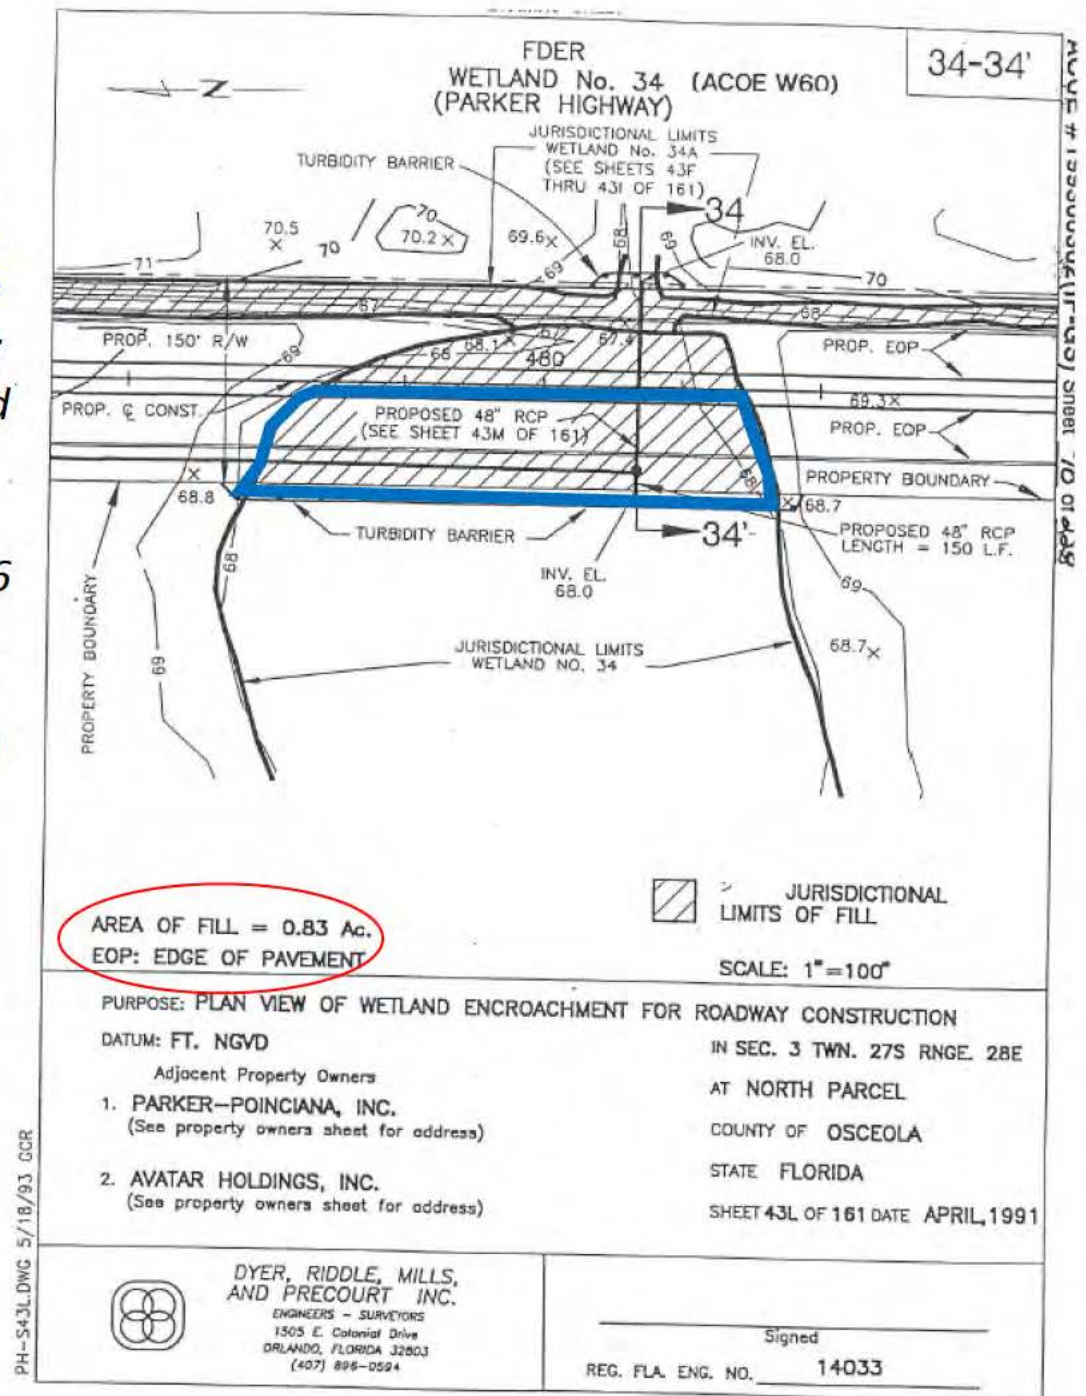 FDER
WETLAND No. 34 (ACOE W60)
(PARKER HIGHWAY)
34-34'
Z
JURISDICTIONAL LIMITS
WETLAND No. 34A
(SEE SHEETS 43F
THRU 43I OF 161)
TURBIDITY BARRIER
34
70
70.5
70
70.2
69.6
68
69
INV. EL.
68.0
71
69
70
67
68
PROP. 150' R/W
69
68
68.1
67.4
480
PROP. EOP
PROP. ℄ CONST.
PROPOSED 48" RCP
(SEE SHEET 43M OF 161)
69.3
PROP. EOP
68.8
PROPERTY BOUNDARY
68.7
TURBIDITY BARRIER
34'
PROPOSED 48" RCP
LENGTH = 150 L.F.
68
INV. EL.
68.0
69
PROPERTY BOUNDARY
69
JURISDICTIONAL LIMITS
WETLAND NO. 34
68.7
d
6
AREA OF FILL = 0.83 Ac.
EOP: EDGE OF PAVEMENT
JURISDICTIONAL
LIMITS OF FILL
SCALE: 1"=100"
PURPOSE: PLAN VIEW OF WETLAND ENCROACHMENT FOR ROADWAY CONSTRUCTION
DATUM: FT. NGVD
Adjacent Property Owners
1. PARKER-POINCIANA, INC.
(See property owners sheet for address)
2. AVATAR HOLDINGS, INC.
(See property owners sheet for address)
IN SEC. 3 TWN. 27S RNGE. 28E
AT NORTH PARCEL
COUNTY OF OSCEOLA
STATE FLORIDA
SHEET 43L OF 161 DATE APRIL, 1991
PH-S43L.DWG 5/18/93 GCR
DYER, RIDDLE, MILLS,
AND PRECOURT INC.
ENGINEERS - SURVEYORS
1505 E. Colonial Drive
ORLANDO, FLORIDA 32803
(407) 896-0594
Signed
REG. FLA. ENG. NO. 14033